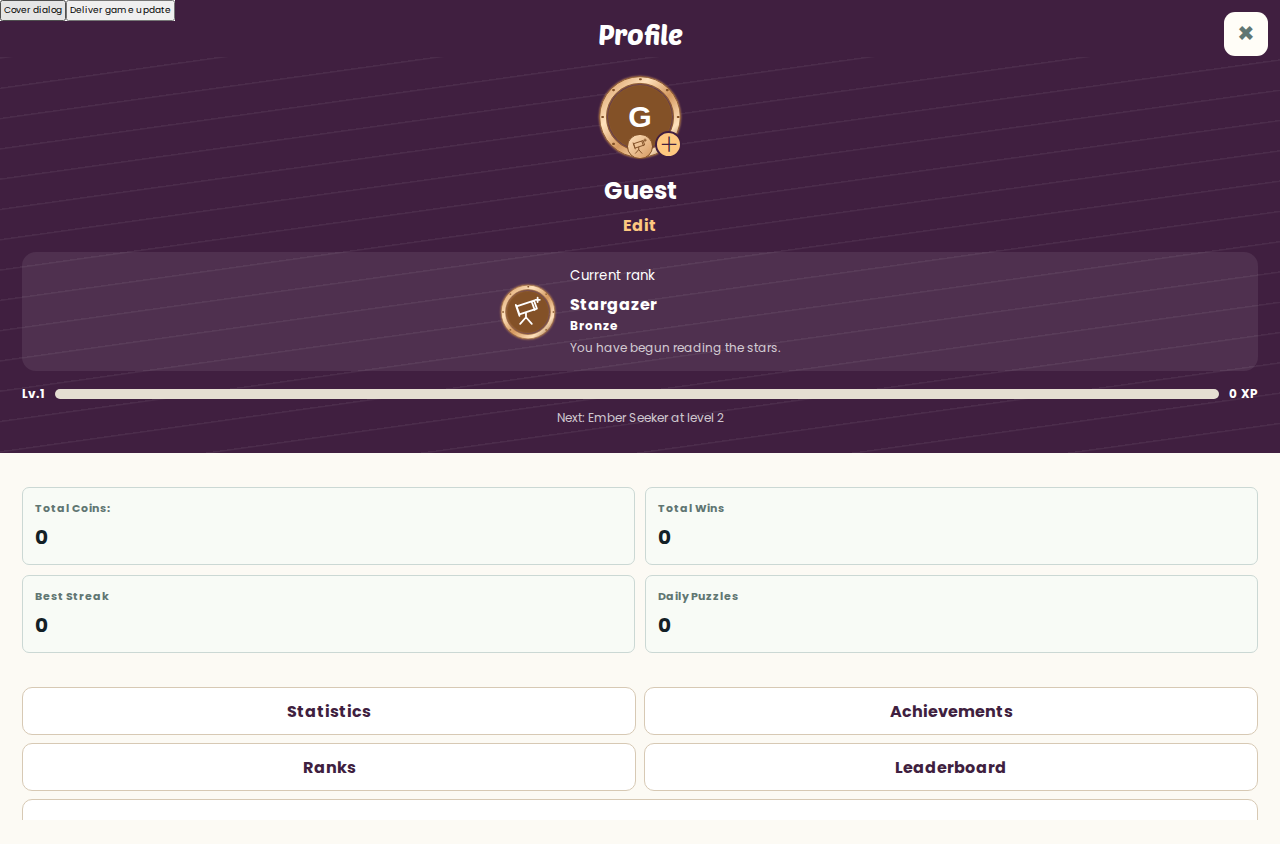 Cover dialog
Deliver game update
Profile
✖
G
Guest
Edit
Current rank
Stargazer
Bronze
You have begun reading the stars.
Lv.1
0 XP
Next: Ember Seeker at level 2
Total Coins:
0
Total Wins
0
Best Streak
0
Daily Puzzles
0
Statistics
Achievements
Ranks
Leaderboard